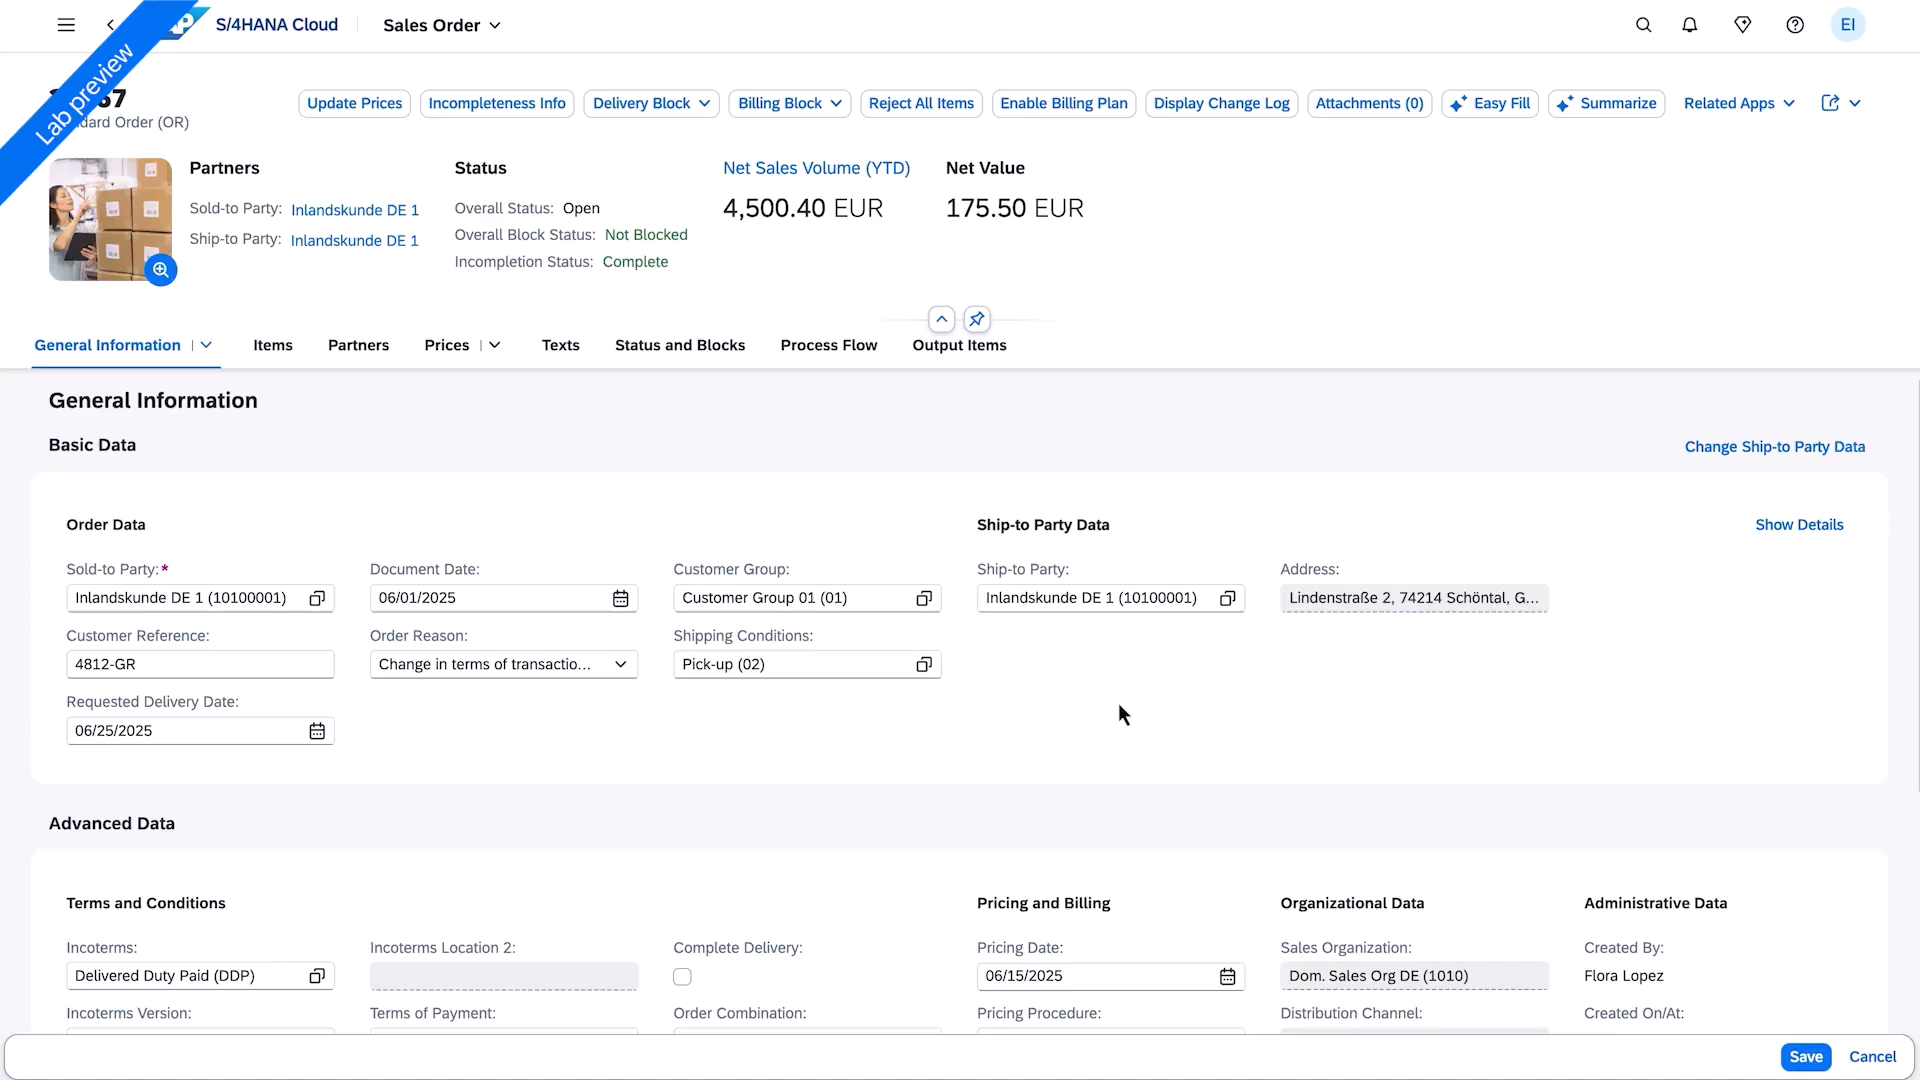 S/4HANA Cloud
Sales Order
EI
Lab preview
Update Prices
Incompleteness Info
Delivery Block
Billing Block
Reject All Items
Enable Billing Plan
Display Change Log
Attachments (0)
Easy Fill
Summarize
Related Apps
Order (OR)
Partners
Sold-to Party: Inlandskunde DE 1
Ship-to Party: Inlandskunde DE 1
Status
Overall Status: Open
Overall Block Status: Not Blocked
Incompletion Status: Complete
Net Sales Volume (YTD)
4,500.40 EUR
Net Value
175.50 EUR
General Information
Items
Partners
Prices
Texts
Status and Blocks
Process Flow
Output Items
General Information
Basic Data
Change Ship-to Party Data
Order Data
Ship-to Party Data
Show Details
Sold-to Party:*
Inlandskunde DE 1 (10100001)
Document Date:
06/01/2025
Customer Group:
Customer Group 01 (01)
Ship-to Party:
Inlandskunde DE 1 (10100001)
Address:
Lindenstraße 2, 74214 Schöntal, G...
Customer Reference:
4812-GR
Order Reason:
Change in terms of transactio...
Shipping Conditions:
Pick-up (02)
Requested Delivery Date:
06/25/2025
Advanced Data
Terms and Conditions
Pricing and Billing
Organizational Data
Administrative Data
Incoterms:
Delivered Duty Paid (DDP)
Incoterms Location 2:
Complete Delivery:
Pricing Date:
06/15/2025
Sales Organization:
Dom. Sales Org DE (1010)
Created By:
Flora Lopez
Incoterms Version:
Terms of Payment:
Order Combination:
Pricing Procedure:
Distribution Channel:
Created On/At:
Save
Cancel